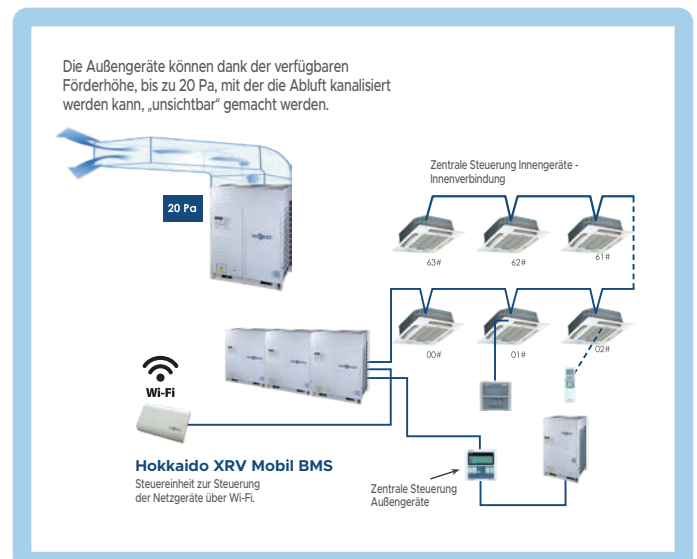 Die Außengeräte können dank der verfügbaren
Förderhöhe, bis zu 20 Pa, mit der die Abluft kanalisiert
werden kann, „unsichtbar“ gemacht werden.
20 Pa
Zentrale Steuerung Innengeräte -
Innenverbindung
63#
62#
61#
00#
01#
02#
Wi-Fi
Hokkaido XRV Mobil BMS
Steuereinheit zur Steuerung
der Netzgeräte über Wi-Fi.
Zentrale Steuerung
Außengeräte